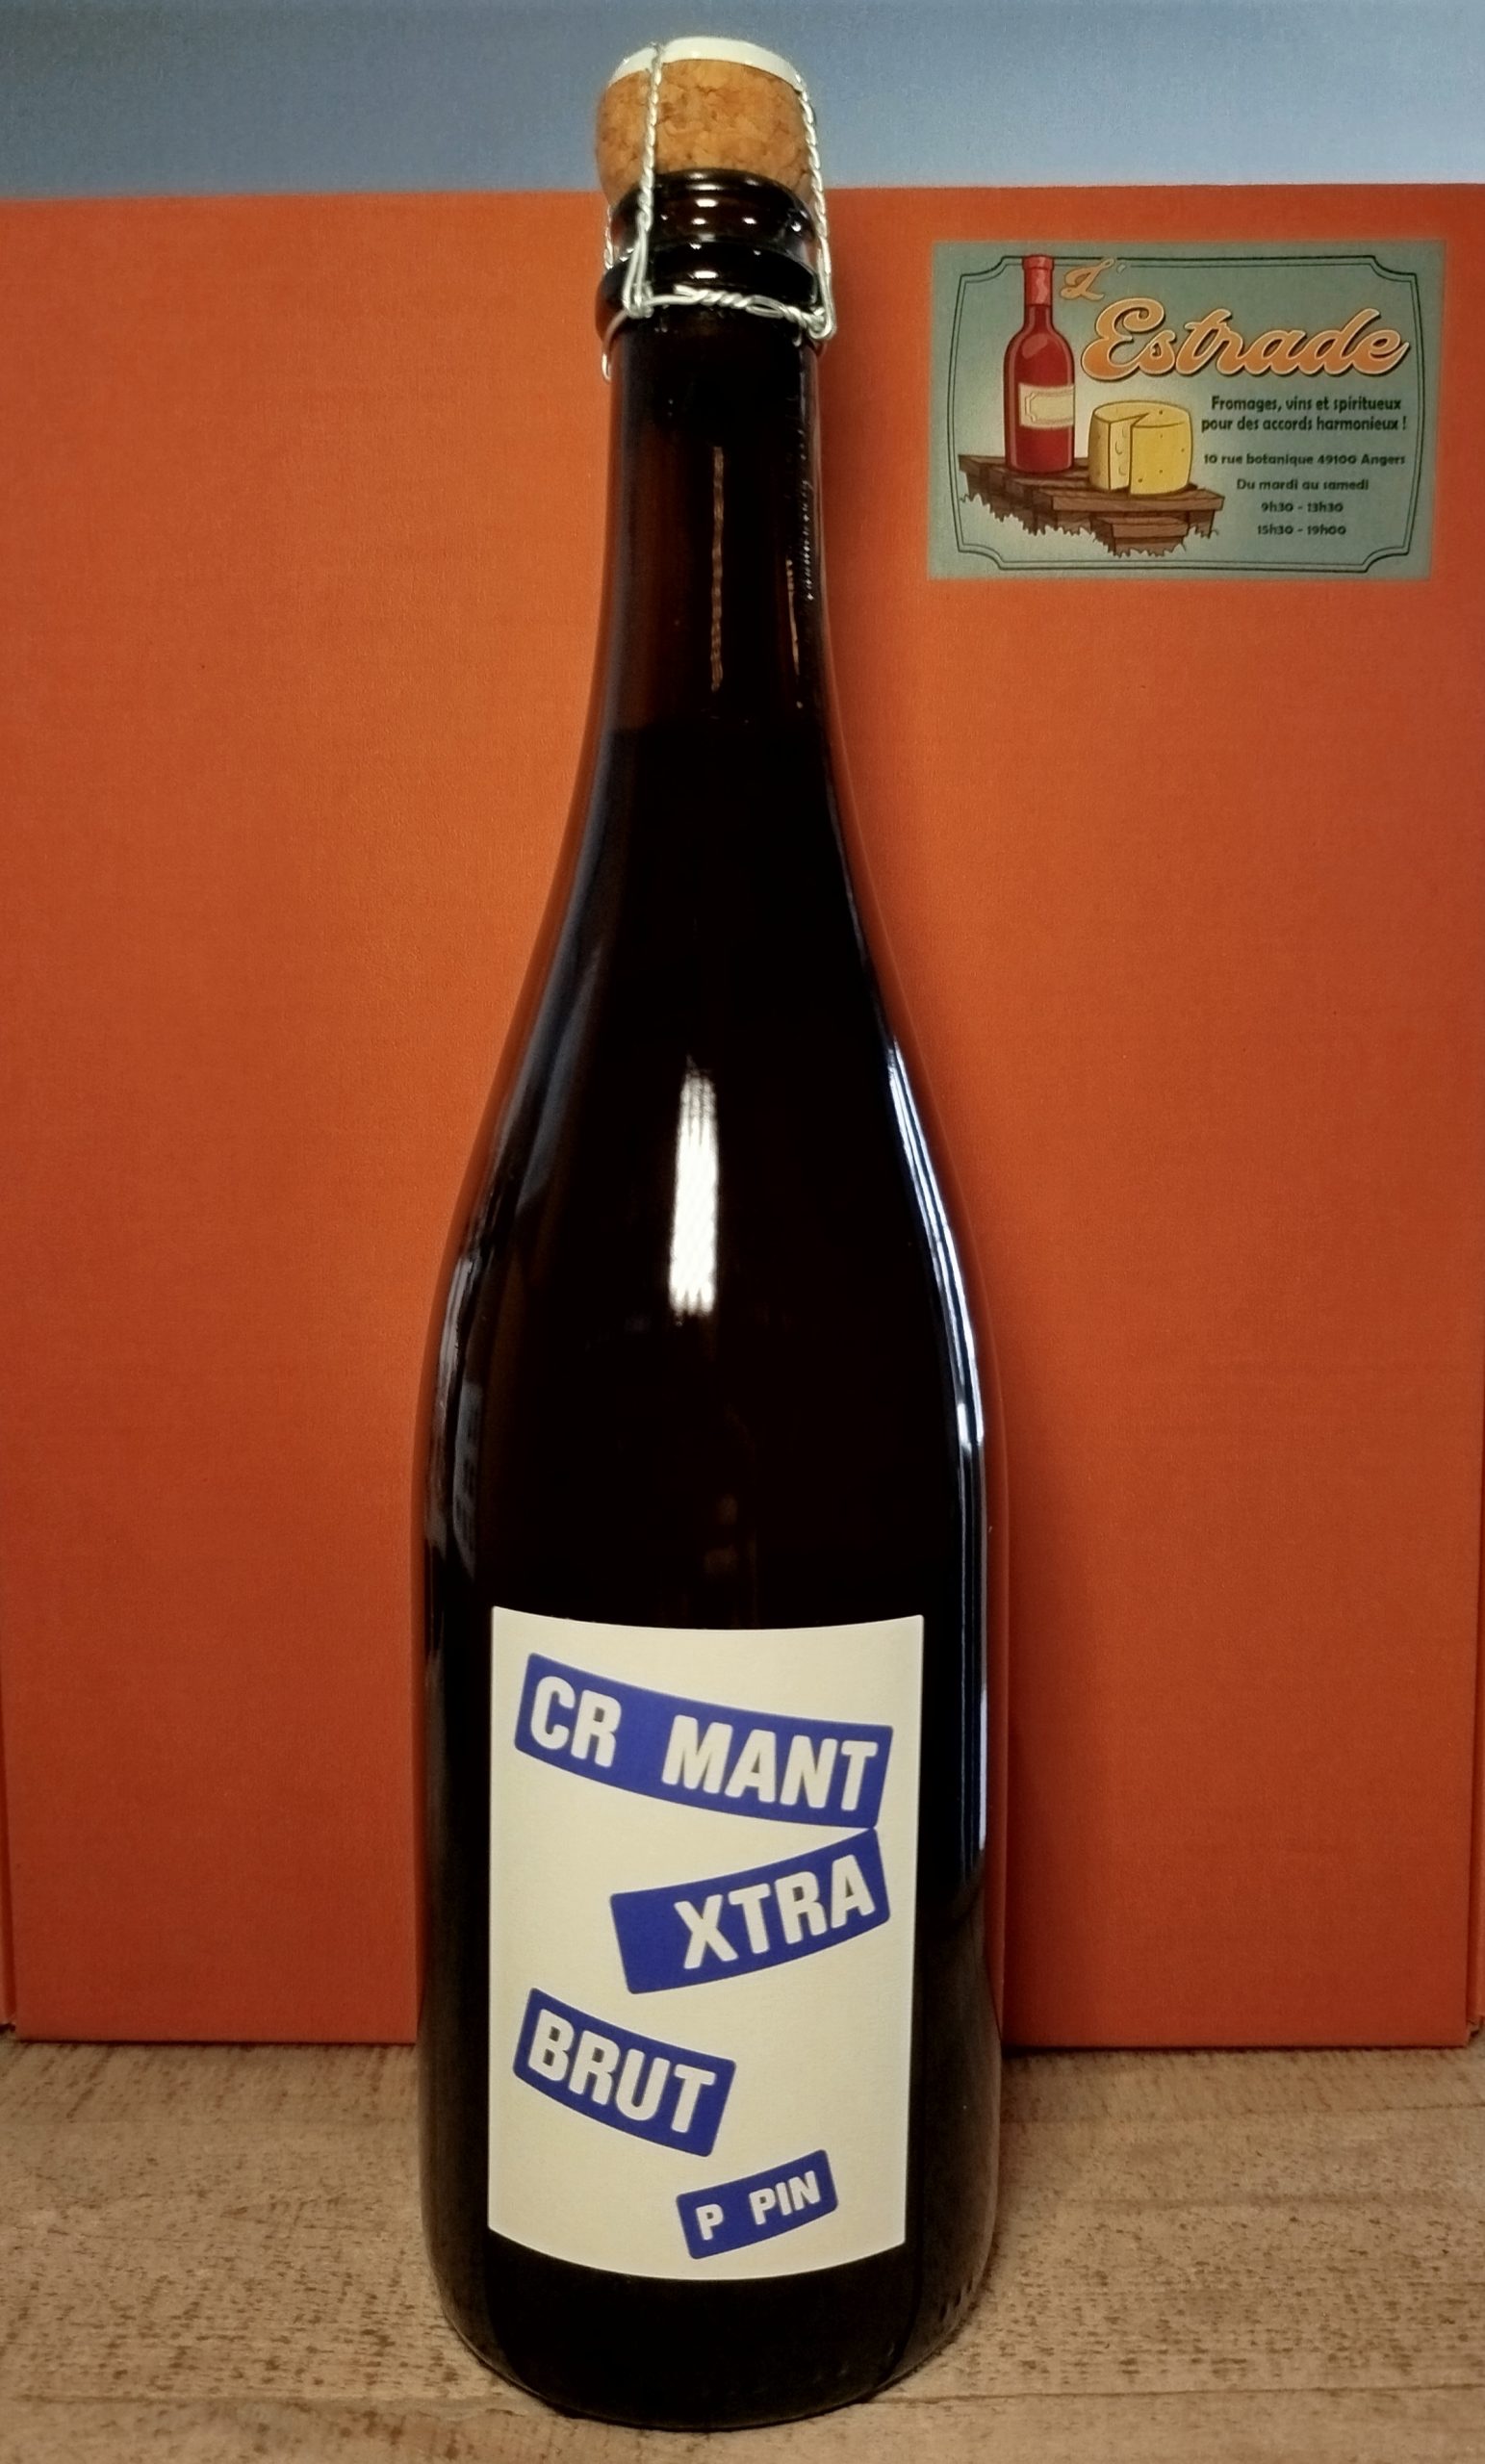 L'
Estrade
Fromages, vins et spiritueux
pour des accords harmonieux !
10 rue botanique 49100 Angers
Du mardi au samedi
9h30 - 13h30
15h30 - 19h00
CR MANT
XTRA
BRUT
P PIN